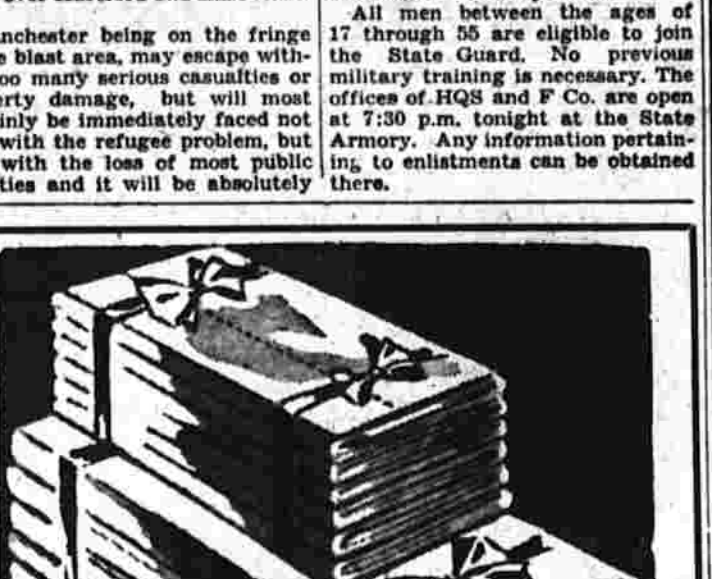 nchester being on the fringe
e blast area, may escape with-
oo many serious casualties or
erty damage, but will most
inly be immediately faced not
with the refugee problem, but
with the loss of most public
ties and it will be absolutely
All men between the ages of
17 through 55 are eligible to join
the State Guard. No previous
military training is necessary. The
offices of HQS and F Co. are open
at 7:30 p.m. tonight at the State
Armory. Any information pertain-
ing to enlistments can be obtained
there.